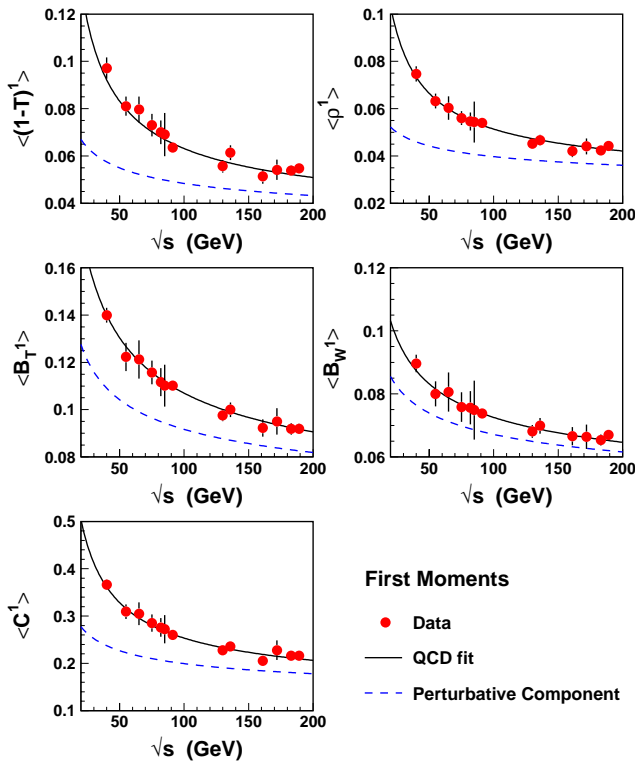 <(1-T)¹>
0.12
0.1
0.08
0.06
0.04
50 100 150 200
√s (GeV)
<ρ¹>
0.1
0.08
0.06
0.04
0.02
50 100 150 200
√s (GeV)
<B_T¹>
0.16
0.14
0.12
0.1
0.08
50 100 150 200
√s (GeV)
<B_W¹>
0.12
0.1
0.08
0.06
50 100 150 200
√s (GeV)
<C¹>
0.5
0.4
0.3
0.2
0.1
50 100 150 200
√s (GeV)
First Moments
Data
QCD fit
Perturbative Component